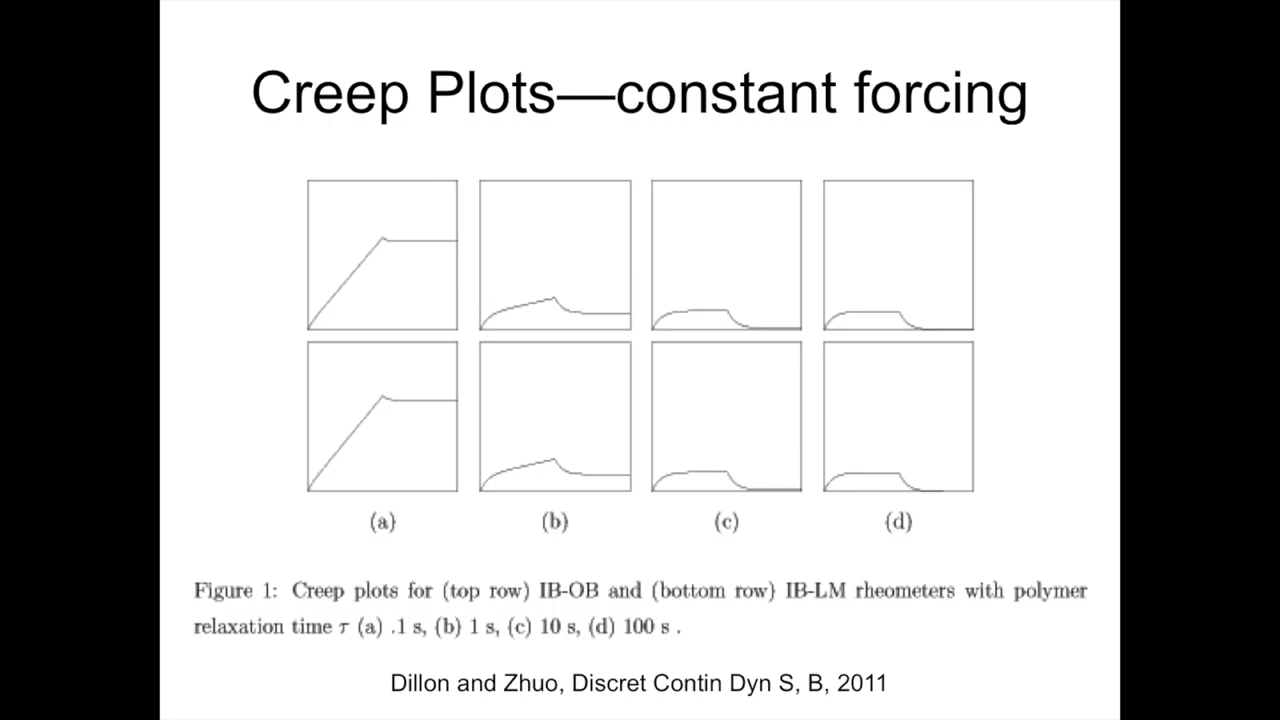 Creep Plots—constant forcing
(a) (b) (c) (d)
Figure 1: Creep plots for (top row) IB-OB and (bottom row) IB-LM rheometers with polymer
relaxation time τ (a) .1 s, (b) 1 s, (c) 10 s, (d) 100 s .
Dillon and Zhuo, Discret Contin Dyn S, B, 2011